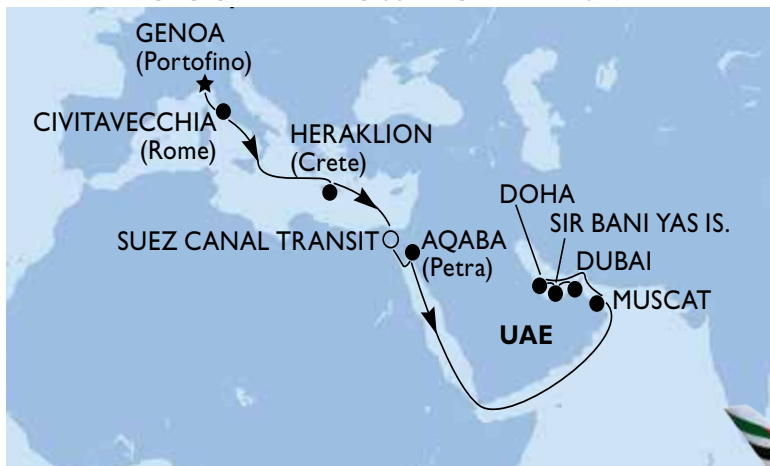 GENOA
(Portofino)
CIVITAVECCHIA
(Rome)
HERAKLION
(Crete)
DOHA
SIR BANI YAS IS.
SUEZ CANAL TRANSIT
AQABA
(Petra)
DUBAI
MUSCAT
UAE